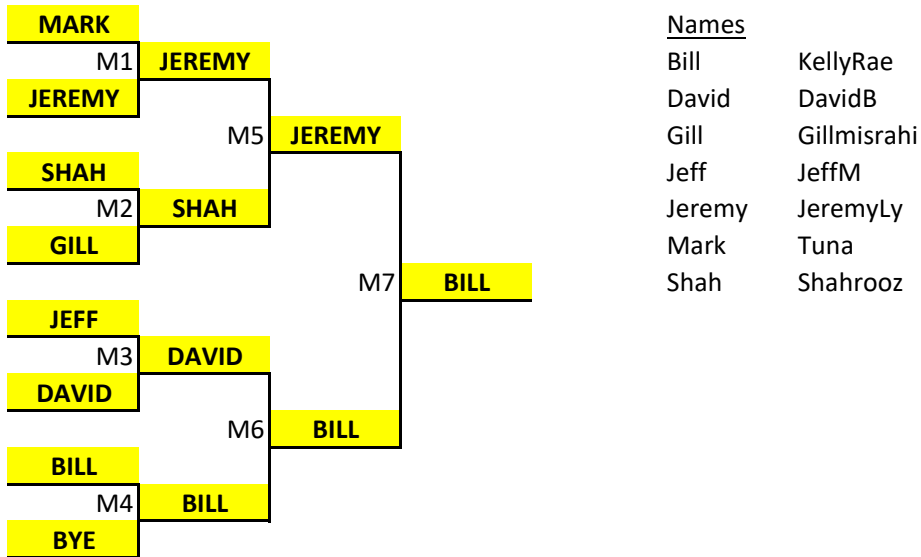 MARK
M1 JEREMY
JEREMY
M5 JEREMY
SHAH
M2 SHAH
GILL
M7 BILL
JEFF
M3 DAVID
DAVID
M6 BILL
BILL
M4 BILL
BYE
Names
Bill KellyRae
David DavidB
Gill Gillmisrahi
Jeff JeffM
Jeremy JeremyLy
Mark Tuna
Shah Shahrooz